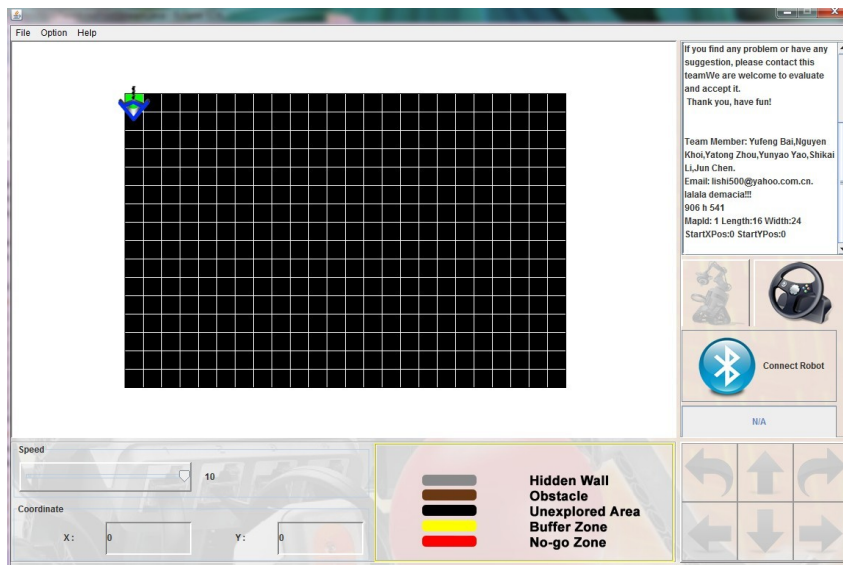 File Option Help
If you find any problem or have any
suggestion, please contact this
teamWe are welcome to evaluate
and accept it.
Thank you, have fun!
Team Member: Yufeng Bai,Nguyen
Khoi,Yatong Zhou,Yunyao Yao,Shikai
Li,Jun Chen.
Email: lishi500@yahoo.com.cn.
lalala demacia!!!
906 h 541
MapId: 1 Length:16 Width:24
StartXPos:0 StartYPos:0
Connect Robot
N/A
Speed
10
Coordinate
X: 0 Y: 0
Hidden Wall
Obstacle
Unexplored Area
Buffer Zone
No-go Zone